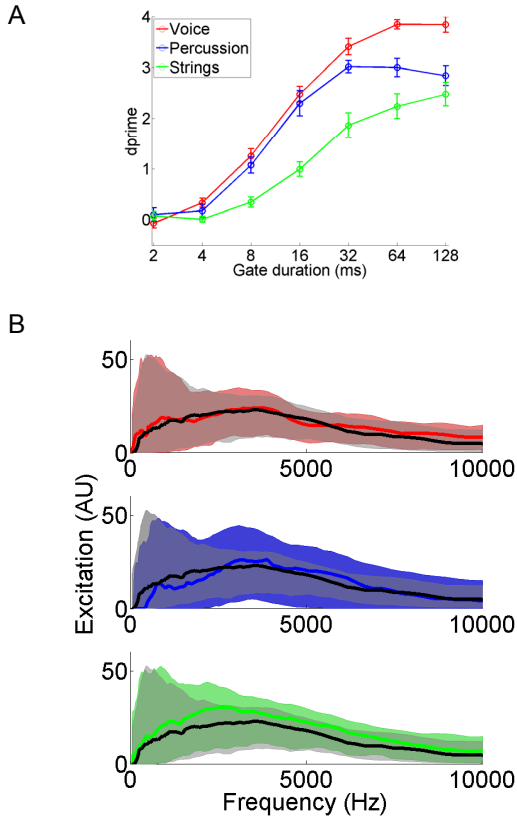 A
4
3
2
1
0
dprime
Voice
Percussion
Strings
2 4 8 16 32 64 128
Gate duration (ms)
B
Excitation (AU)
50
0
0 5000 10000
50
0
0 5000 10000
50
0
0 5000 10000
Frequency (Hz)